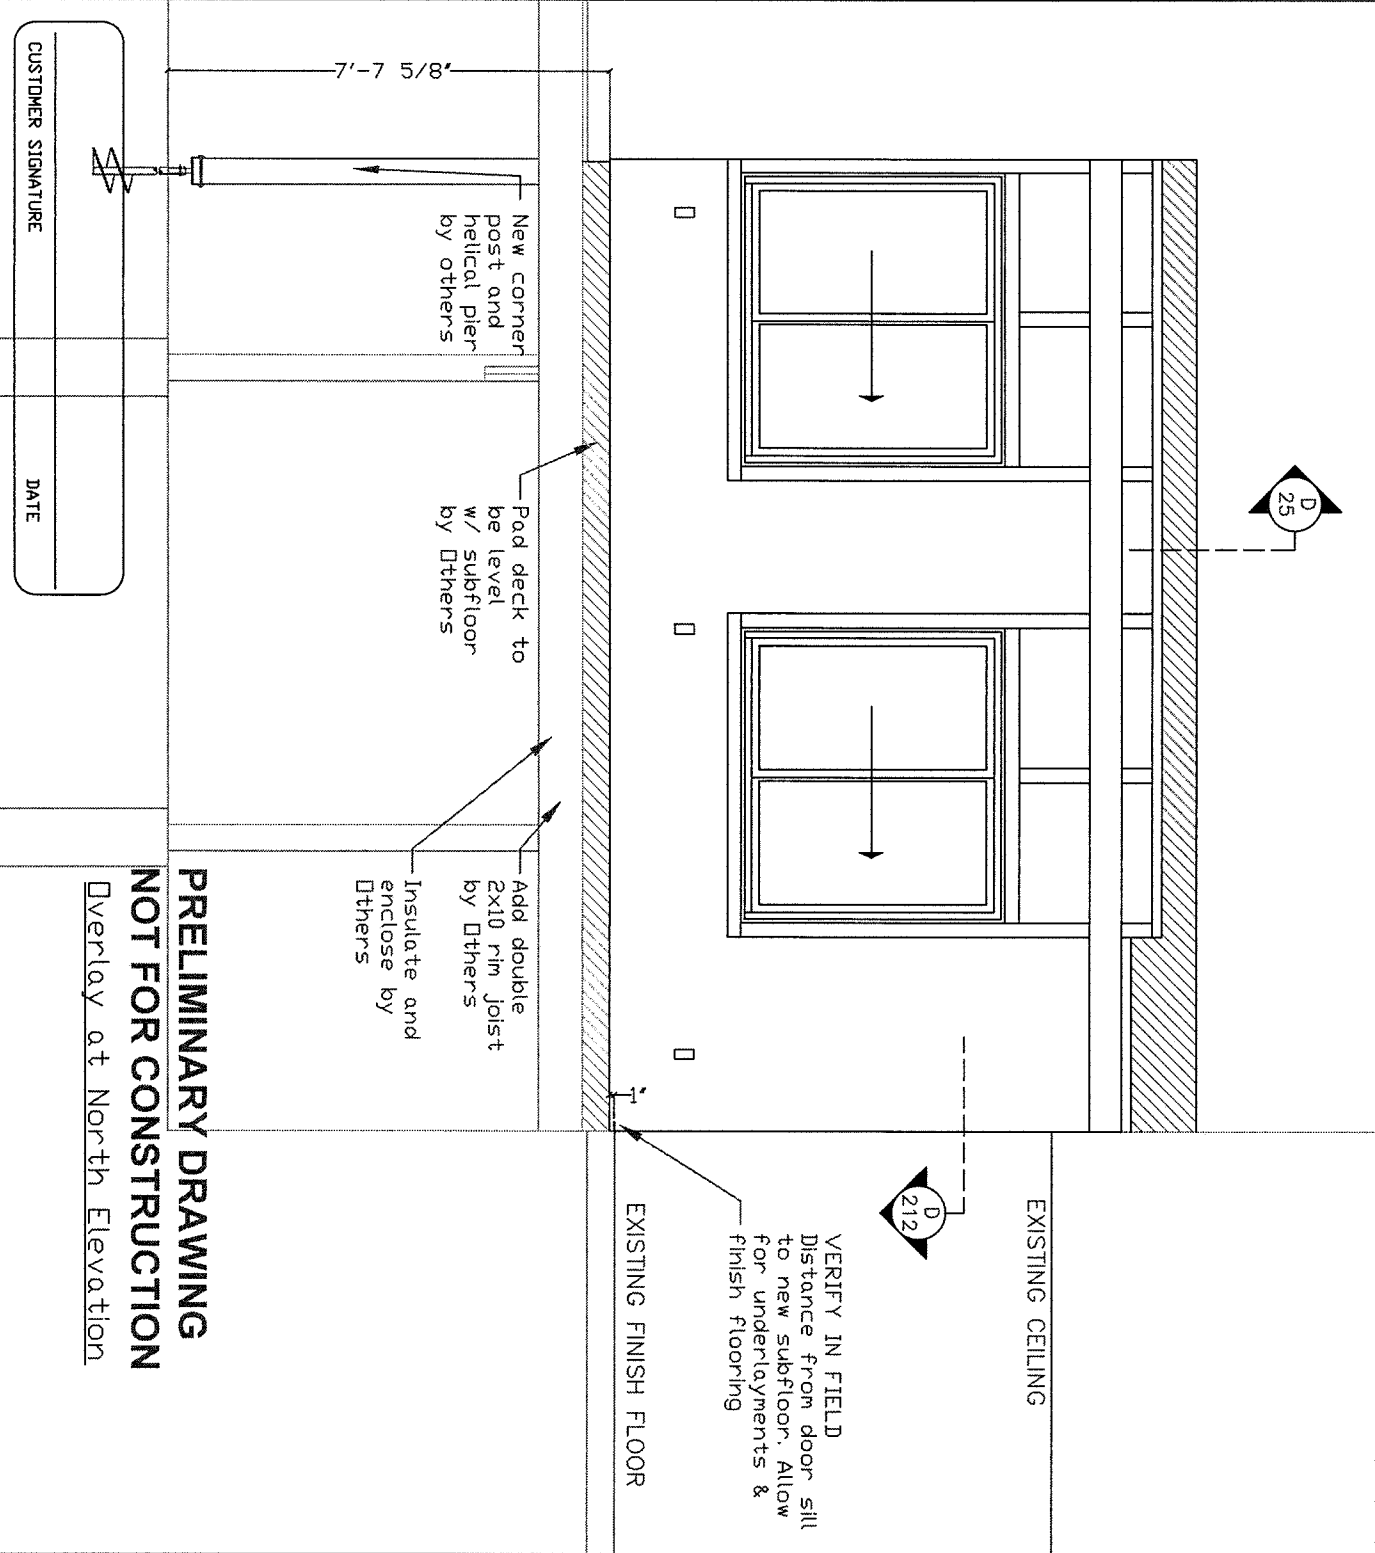 D
25
EXISTING CEILING
D
212
VERIFY IN FIELD
Distance from door sill
to new subfloor. Allow
for underlayments &
finish flooring
EXISTING FINISH FLOOR
1"
7'-7 5/8"
New corner
post and
helical pier
by others
Pad deck to
be level
w/ subfloor
by Others
Add double
2x10 rim joist
by Others
Insulate and
enclose by
Others
PRELIMINARY DRAWING
NOT FOR CONSTRUCTION
Overlay at North Elevation
CUSTOMER SIGNATURE
DATE